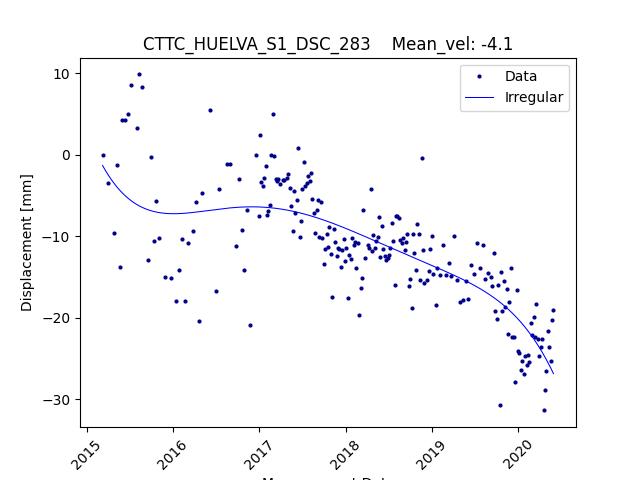 CTTC_HUELVA_S1_DSC_283    Mean_vel: -4.1
Data
Irregular
Displacement [mm]
10
0
−10
−20
−30
2015
2016
2017
2018
2019
2020